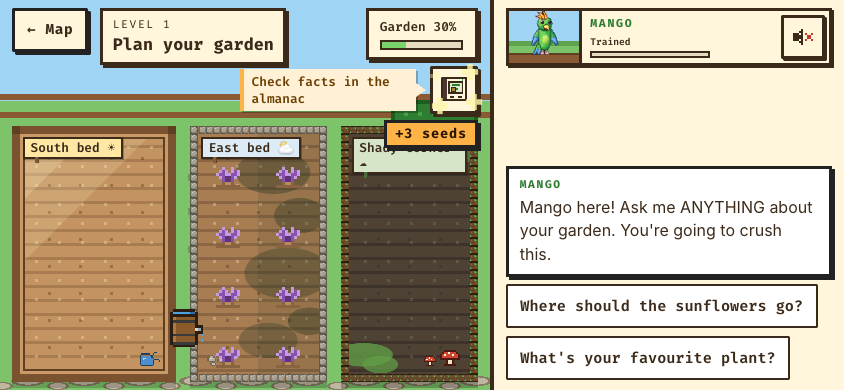 ← Map
LEVEL 1
Plan your garden
Garden 30%
Check facts in the
almanac
+3 seeds
South bed ☀
East bed ⛅
MANGO
Trained
MANGO
Mango here! Ask me ANYTHING about
your garden. You're going to crush
this.
Where should the sunflowers go?
What's your favourite plant?